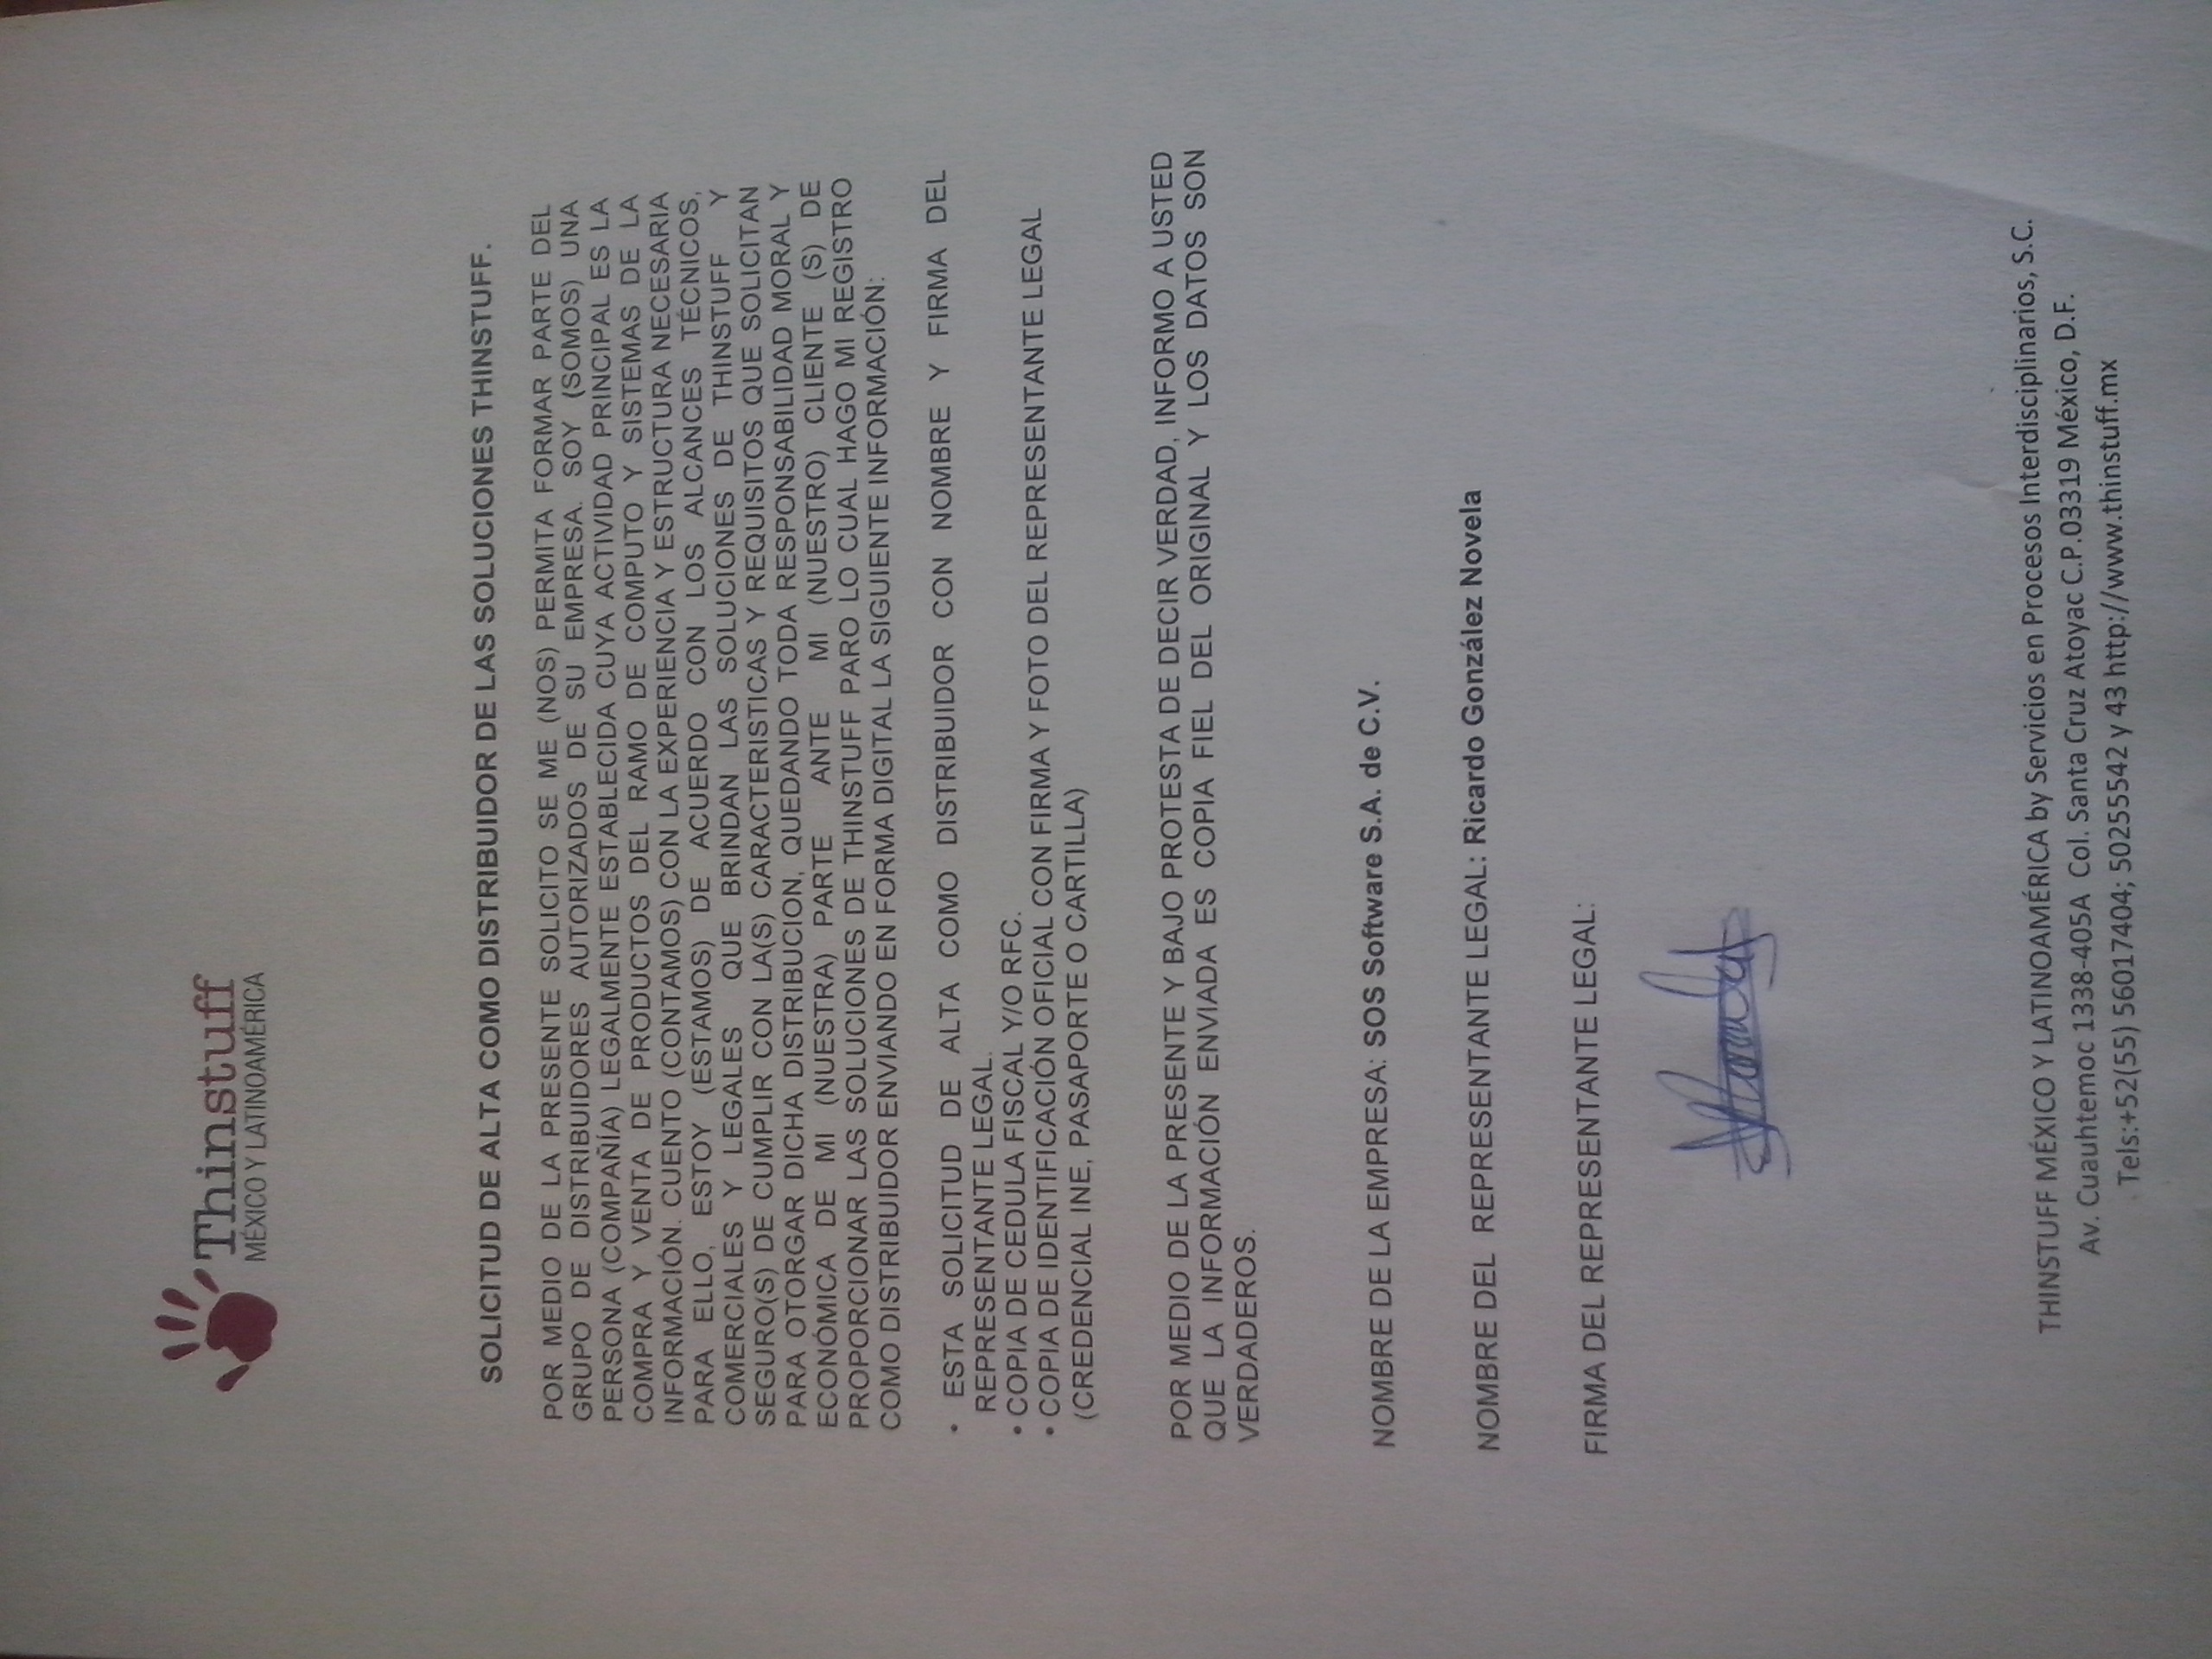 Thinstuff
MÉXICO Y LATINOAMÉRICA
SOLICITUD DE ALTA COMO DISTRIBUIDOR DE LAS SOLUCIONES THINSTUFF.
POR MEDIO DE LA PRESENTE SOLICITO SE ME (NOS) PERMITA FORMAR PARTE DEL
GRUPO DE DISTRIBUIDORES AUTORIZADOS DE SU EMPRESA. SOY (SOMOS) UNA
PERSONA (COMPAÑÍA) LEGALMENTE ESTABLECIDA CUYA ACTIVIDAD PRINCIPAL ES LA
COMPRA Y VENTA DE PRODUCTOS DEL RAMO DE COMPUTO Y SISTEMAS DE LA
INFORMACIÓN. CUENTO (CONTAMOS) CON LA EXPERIENCIA Y ESTRUCTURA NECESARIA
PARA ELLO, ESTOY (ESTAMOS) DE ACUERDO CON LOS ALCANCES TÉCNICOS,
COMERCIALES Y LEGALES QUE BRINDAN LAS SOLUCIONES DE THINSTUFF Y
SEGURO(S) DE CUMPLIR CON LA(S) CARACTERISTICAS Y REQUISITOS QUE SOLICITAN
PARA OTORGAR DICHA DISTRIBUCION, QUEDANDO TODA RESPONSABILIDAD MORAL Y
ECONÓMICA DE MI (NUESTRA) PARTE ANTE MI (NUESTRO) CLIENTE (S) DE
PROPORCIONAR LAS SOLUCIONES DE THINSTUFF PARO LO CUAL HAGO MI REGISTRO
COMO DISTRIBUIDOR ENVIANDO EN FORMA DIGITAL LA SIGUIENTE INFORMACIÓN:
• ESTA SOLICITUD DE ALTA COMO DISTRIBUIDOR CON NOMBRE Y FIRMA DEL
REPRESENTANTE LEGAL.
• COPIA DE CEDULA FISCAL Y/O RFC.
• COPIA DE IDENTIFICACIÓN OFICIAL CON FIRMA Y FOTO DEL REPRESENTANTE LEGAL
(CREDENCIAL INE, PASAPORTE O CARTILLA)
POR MEDIO DE LA PRESENTE Y BAJO PROTESTA DE DECIR VERDAD, INFORMO A USTED
QUE LA INFORMACIÓN ENVIADA ES COPIA FIEL DEL ORIGINAL Y LOS DATOS SON
VERDADEROS.
NOMBRE DE LA EMPRESA: SOS Software S.A. de C.V.
NOMBRE DEL REPRESENTANTE LEGAL: Ricardo González Novela
FIRMA DEL REPRESENTANTE LEGAL:
THINSTUFF MÉXICO Y LATINOAMÉRICA by Servicios en Procesos Interdisciplinarios, S.C.
Av. Cuauhtemoc 1338-405A Col. Santa Cruz Atoyac C.P.03319 México, D.F.
Tels:+52(55) 56017404; 50255542 y 43 http://www.thinstuff.mx